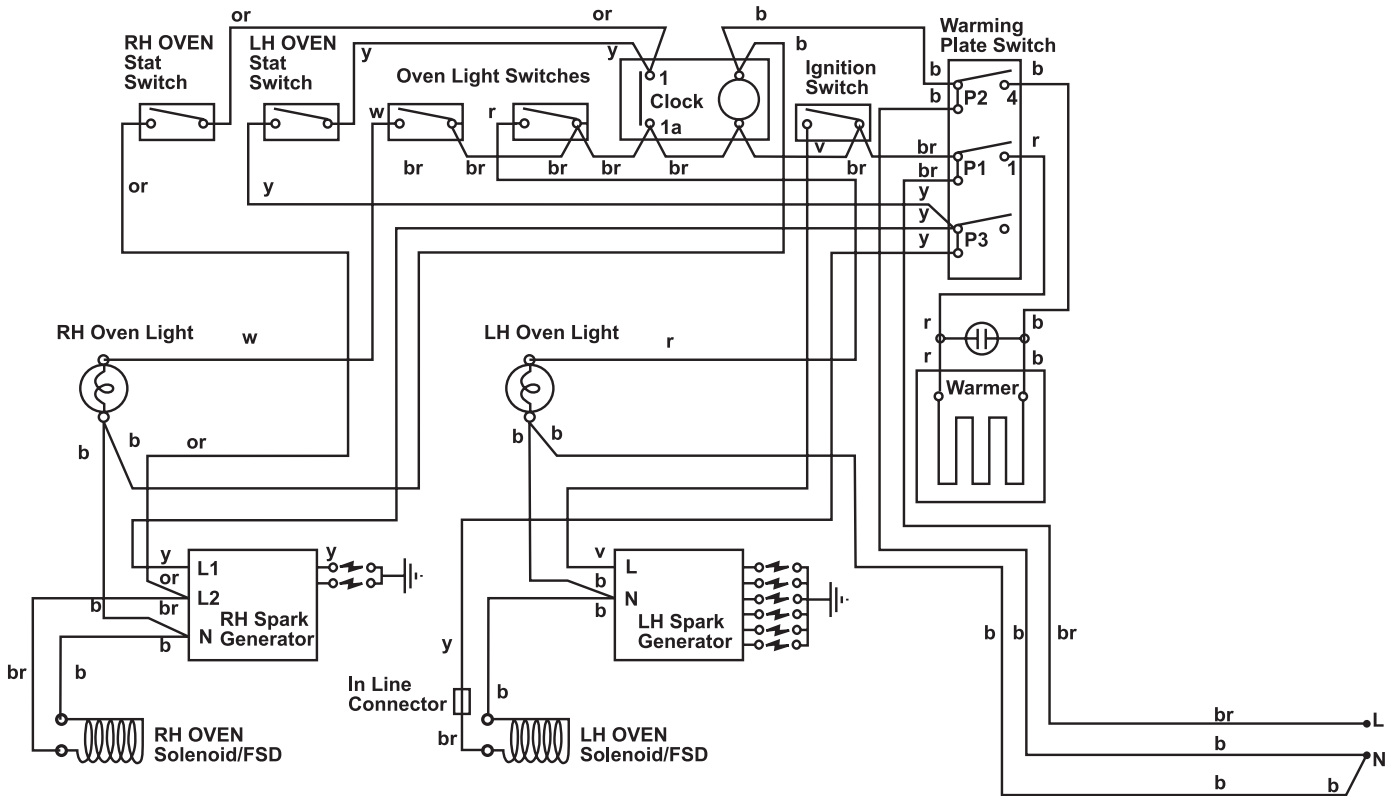 or
or
b
RH OVEN
Stat
Switch
LH OVEN
Stat
Switch
y
y
b
Warming
Plate Switch
Oven Light Switches
Ignition
Switch
1
Clock
1a
b
b
P2
4
b
w
r
v
br
br
br
br
br
br
br
br
P1
1
r
or
y
y
y
y
P3
RH Oven Light
w
LH Oven Light
r
r
b
r
b
Warmer
b
b
or
b
b
y
or
b
br
b
L1
L2
N
RH Spark
Generator
y
v
b
b
L
N
LH Spark
Generator
br
b
y
b
b
b
br
In Line
Connector
br
RH OVEN
Solenoid/FSD
LH OVEN
Solenoid/FSD
br
L
b
N
b
b